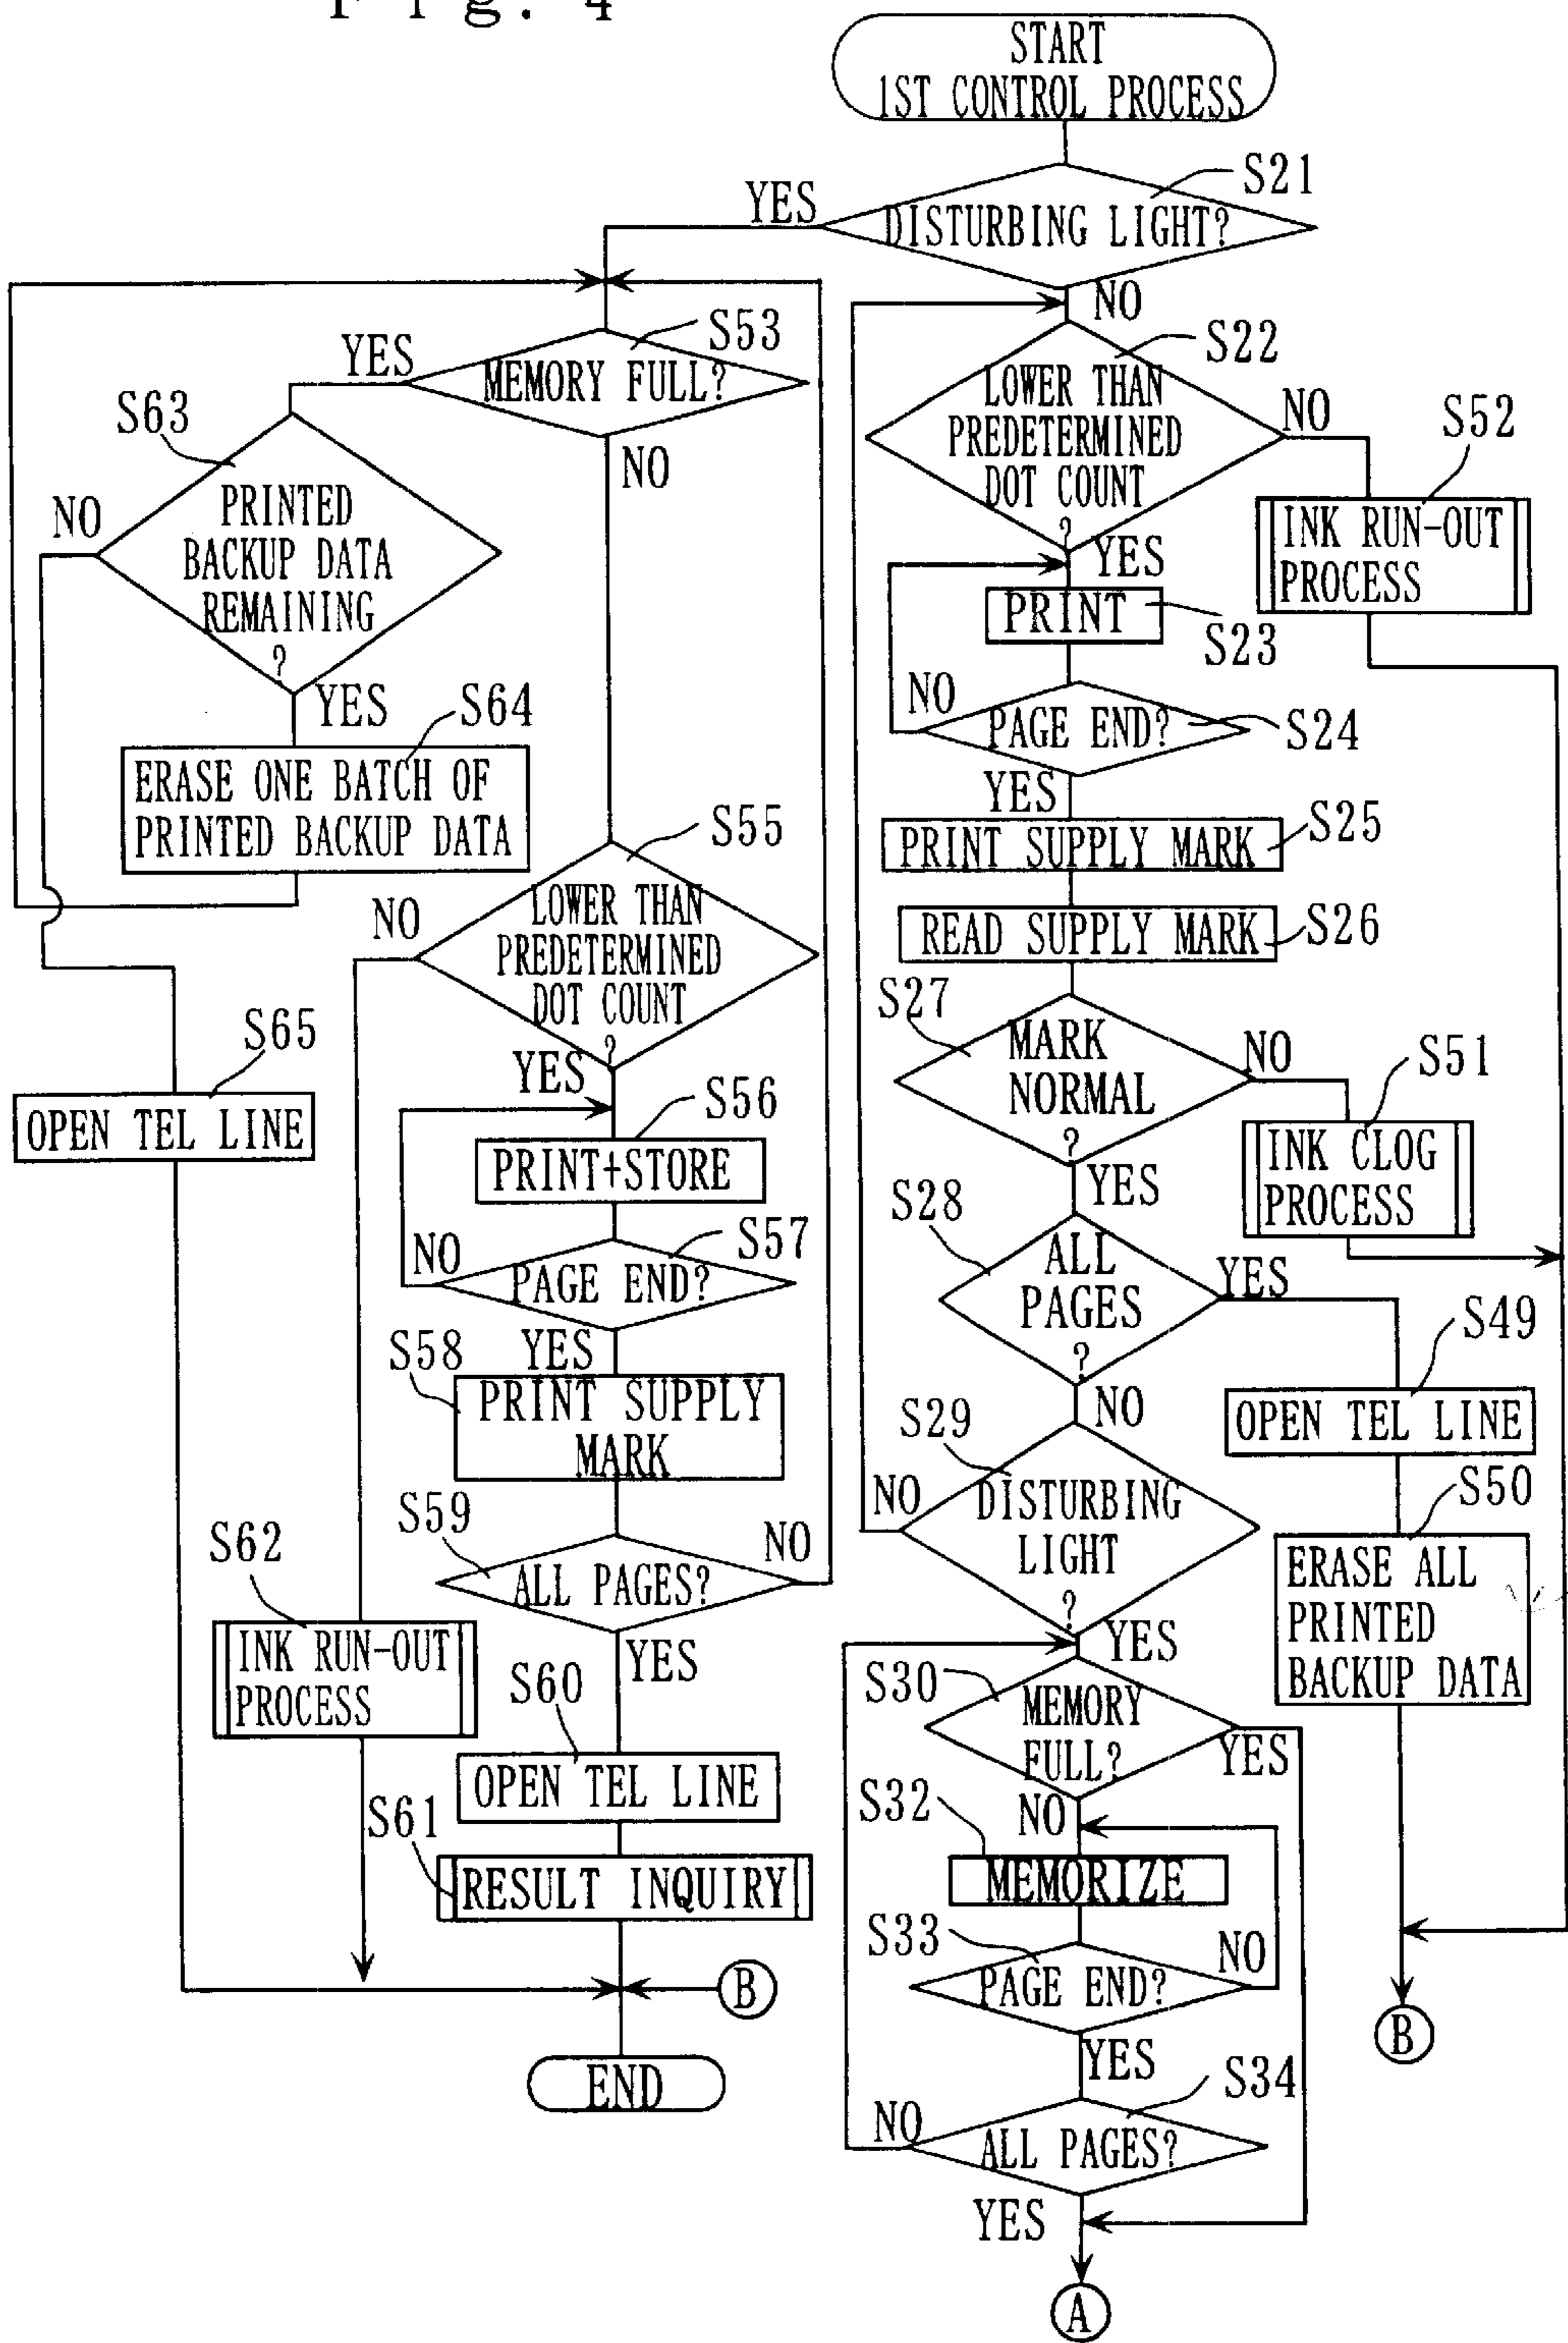 Fig. 4
START
1ST CONTROL PROCESS
S21
YES
DISTURBING LIGHT?
NO
S53
YES
MEMORY FULL?
NO
S22
LOWER THAN
PREDETERMINED
DOT COUNT
?
NO
S52
INK RUN-OUT
PROCESS
YES
S63
NO
PRINTED
BACKUP DATA
REMAINING
?
YES
S64
ERASE ONE BATCH OF
PRINTED BACKUP DATA
PRINT
S23
NO
PAGE END?
S24
YES
PRINT SUPPLY MARK
S25
READ SUPPLY MARK
S26
S55
NO
LOWER THAN
PREDETERMINED
DOT COUNT
?
YES
S65
OPEN TEL LINE
S56
PRINT+STORE
NO
S57
PAGE END?
S58
YES
PRINT SUPPLY
MARK
S59
NO
ALL PAGES?
YES
S62
INK RUN-OUT
PROCESS
S60
OPEN TEL LINE
S61
RESULT INQUIRY
B
END
S27
MARK
NORMAL
?
NO
S51
INK CLOG
PROCESS
YES
S28
ALL
PAGES
?
YES
S49
OPEN TEL LINE
S50
ERASE ALL
PRINTED
BACKUP DATA
NO
S29
NO
DISTURBING
LIGHT
?
YES
S30
MEMORY
FULL?
YES
NO
S32
MEMORIZE
S33
NO
PAGE END?
YES
B
S34
NO
ALL PAGES?
YES
A